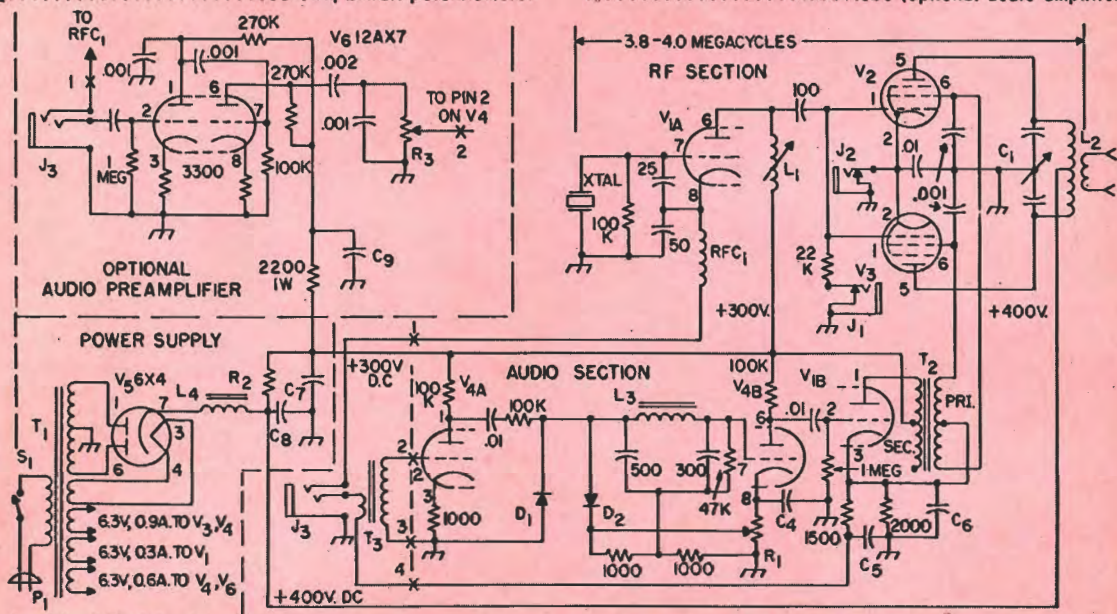 TO
RFC1
1
.001
270K
.001
V6 12AX7
270K
.002
.001
1
6
2
7
3
8
J3
1
MEG
3300
100K
TO PIN 2
ON V4
2
R3
2200
1W
C9
OPTIONAL
AUDIO PREAMPLIFIER
3.8-4.0 MEGACYCLES
RF SECTION
V1A
6
7
8
XTAL
100
K
25
50
RFC1
L1
100
V2
5
6
1
2
J2
.01
.001
C1
L2
2
1
6
5
22
K
V3
J1
+300V.
+400V.
POWER SUPPLY
V5 6X4
L4
R2
1
7
3
6
4
T1
S1
P1
C8
C7
6.3V, 0.9A. TO V3, V4
6.3V, 0.3A. TO V1
6.3V, 0.6A. TO V4, V6
+400V. DC
+300V
D.C
1
AUDIO SECTION
100
K
V4A
1
2
2
3
3
4
J3
T3
1000
.01
100K
D1
D2
L3
500
300
47K
1000
1000
100K
V4B
6
7
8
C4
R1
.01
V1B
1
2
3
1 MEG
1500
C5
2000
C6
SEC.
T2
PRI.